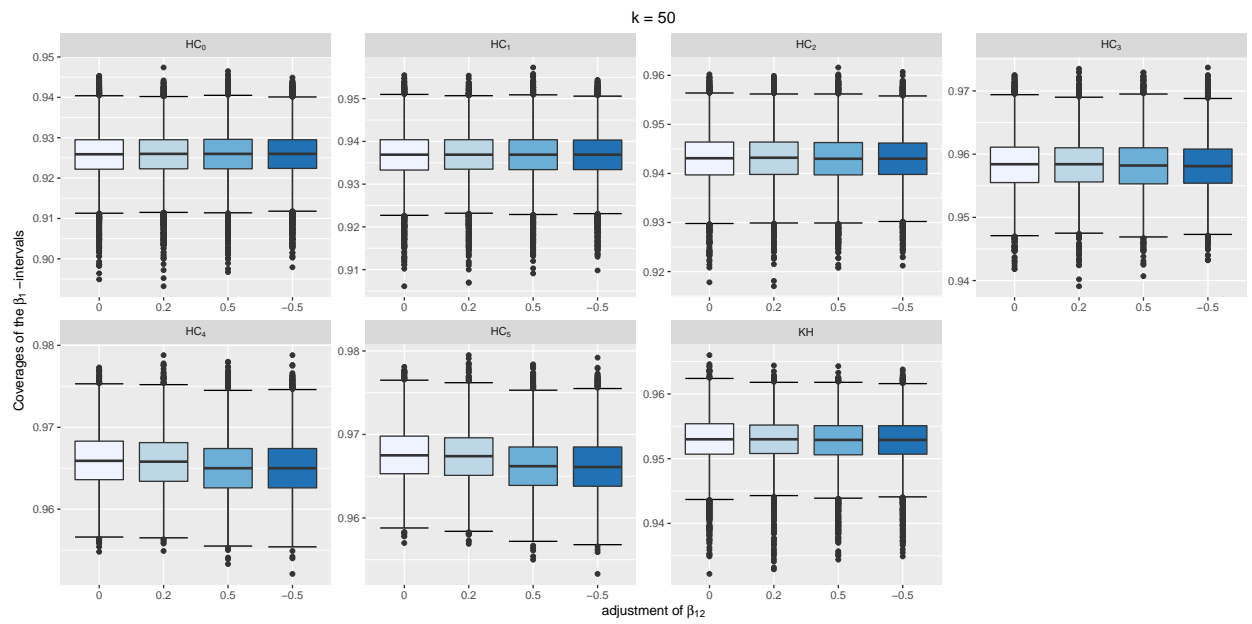 k = 50
HC₀ HC₁ HC₂ HC₃
0.95 0.94 0.93 0.92 0.91 0.90
0.95 0.94 0.93 0.92 0.91
0.96 0.95 0.94 0.93 0.92
0.97 0.96 0.95 0.94
0 0.2 0.5 −0.5 0 0.2 0.5 −0.5 0 0.2 0.5 −0.5 0 0.2 0.5 −0.5
Coverages of the β₁ −intervals
HC₄ HC₅ KH
0.98 0.97 0.96
0.98 0.97 0.96
0.96 0.95 0.94
0 0.2 0.5 −0.5 0 0.2 0.5 −0.5 0 0.2 0.5 −0.5
adjustment of β₁₂